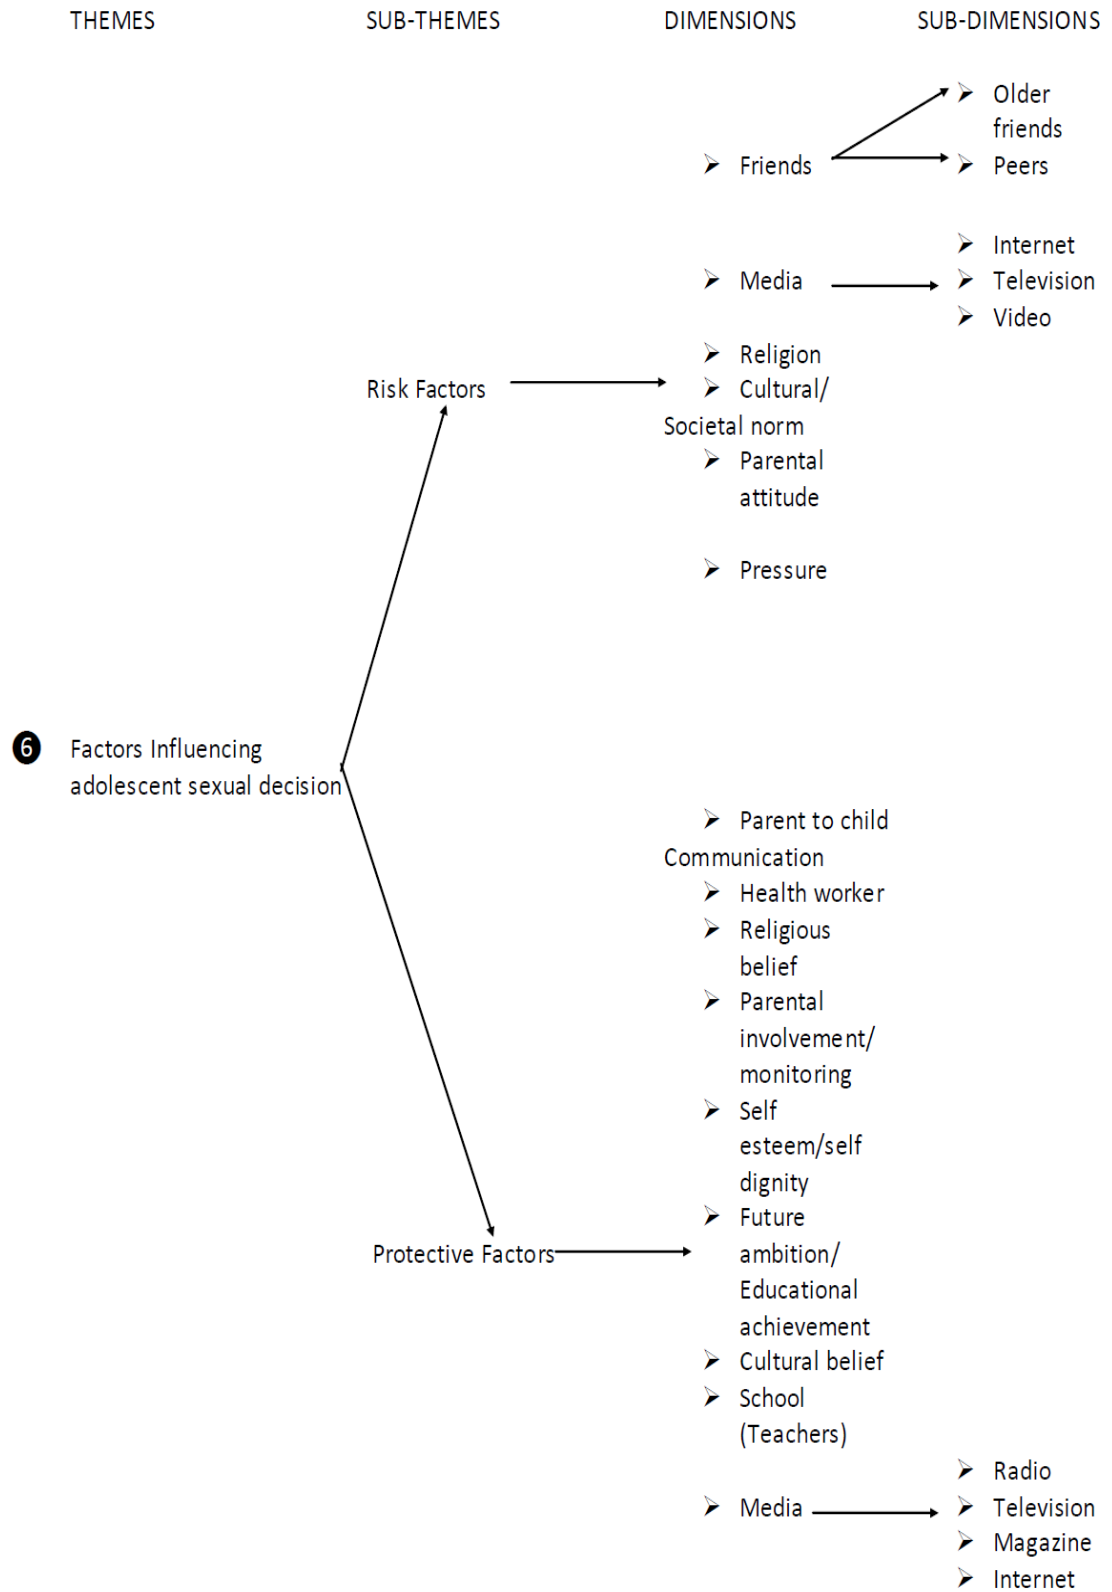 THEMES SUB-THEMES DIMENSIONS SUB-DIMENSIONS
Older
friends
Friends Peers
Internet
Media Television
Video
Religion
Risk Factors Cultural/
Societal norm
Parental
attitude
Pressure
6 Factors Influencing
adolescent sexual decision
Parent to child
Communication
Health worker
Religious
belief
Parental
involvement/
monitoring
Self
esteem/self
dignity
Future
Protective Factors ambition/
Educational
achievement
Cultural belief
School
(Teachers)
Radio
Media Television
Magazine
Internet